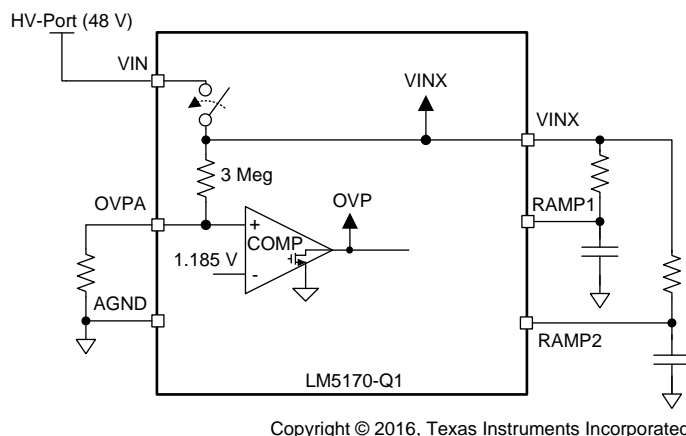 HV-Port (48 V)
VIN
VINX
VINX
3 Meg
OVPA
OVP
RAMP1
+
COMP
1.185 V
-
AGND
RAMP2
LM5170-Q1
Copyright © 2016, Texas Instruments Incorporated